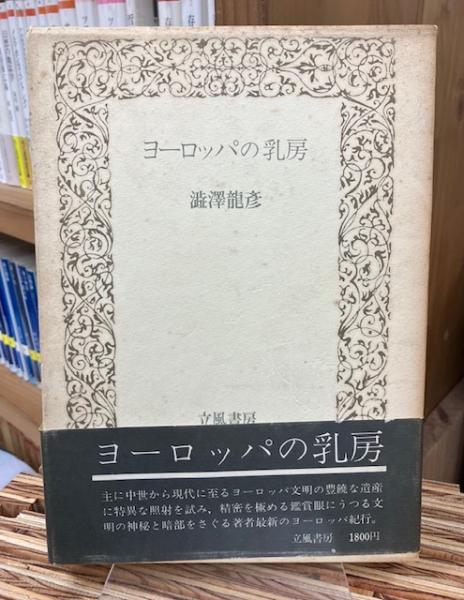 ヨーロッパの乳房
澁澤龍彥
立風書房
ヨーロッパの乳房
主に中世から現代に至るヨーロッパ文明の豊饒な遺産
に特異な照射を試み、精密を極める鑑賞眼にうつる文
明の神秘と暗部をさぐる著者最新のヨーロッパ紀行。
立風書房 1800円